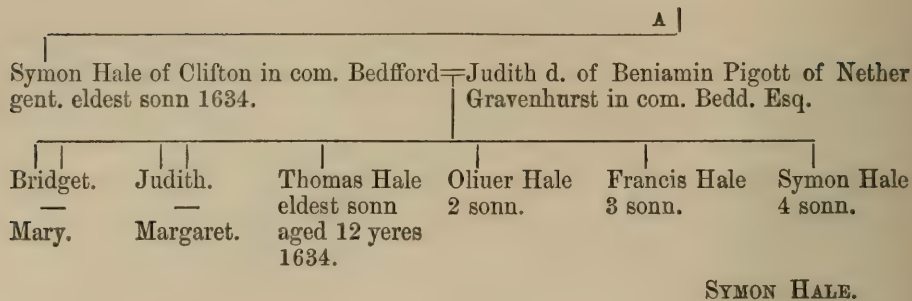 A
Symon Hale of Clifton in com. Bedfford=Judith d. of Beniamin Pigott of Nether
gent. eldest sonn 1634. Gravenhurst in com. Bedd. Esq.
Bridget. Judith. Thomas Hale Oliuer Hale Francis Hale Symon Hale
— — eldest sonn 2 sonn. 3 sonn. 4 sonn.
Mary. Margaret. aged 12 yeres
1634.
SYMON HALE.